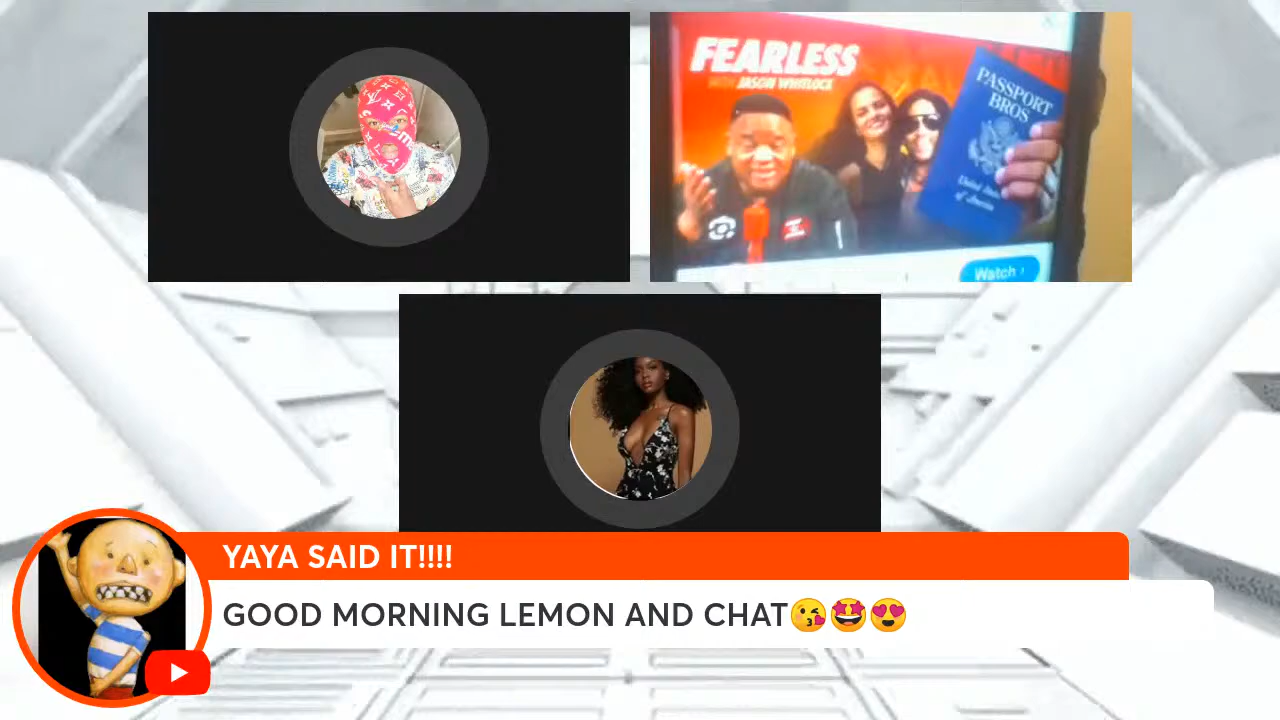 FEARLESS
WITH JASON WHITLOCK
PASSPORT
BROS
United States
of America
Watch ›
YAYA SAID IT!!!!
GOOD MORNING LEMON AND CHAT😘🤩😍